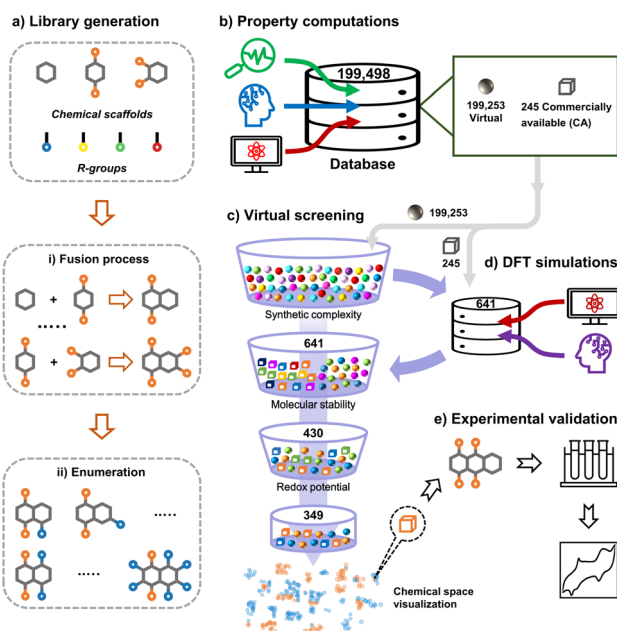 a) Library generation
Chemical scaffolds
R-groups
i) Fusion process
+
.....
+
ii) Enumeration
.....
.....
b) Property computations
199,498
Database
199,253
Virtual
245 Commercially
available (CA)
c) Virtual screening
199,253
245
Synthetic complexity
641
Molecular stability
430
Redox potential
349
Chemical space
visualization
d) DFT simulations
641
e) Experimental validation